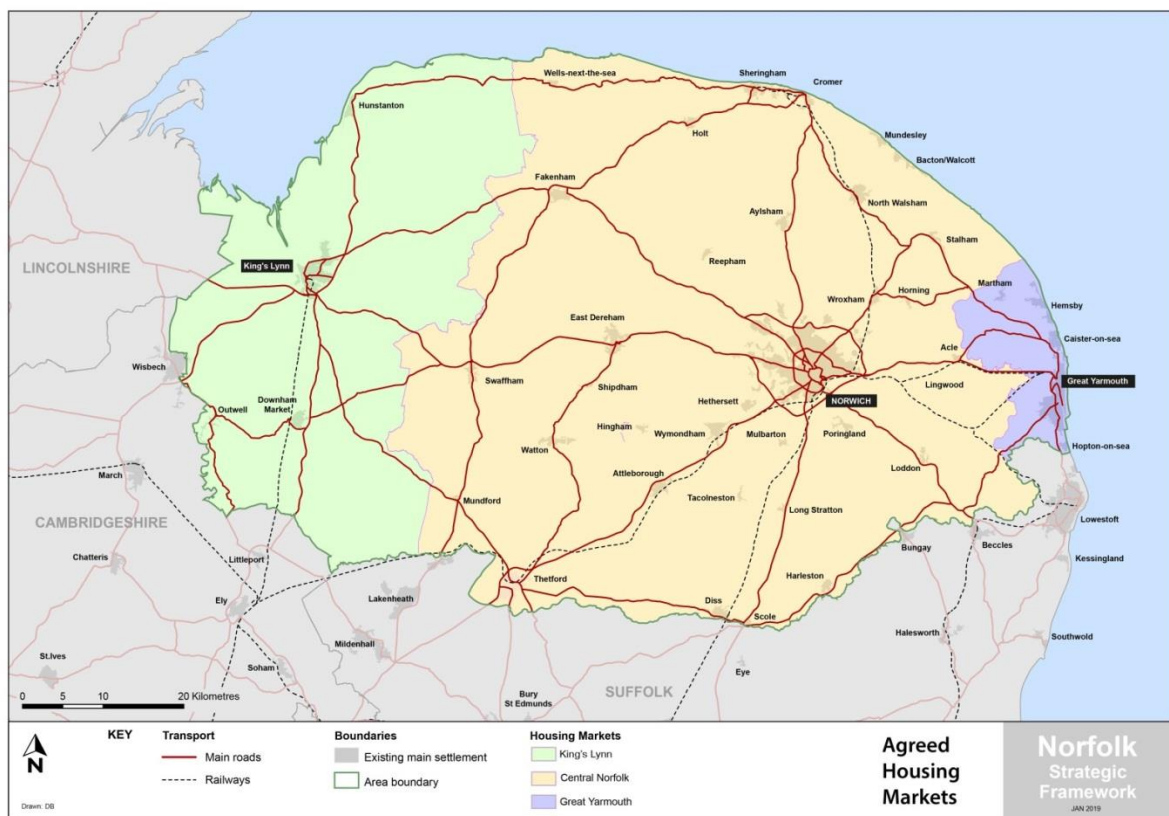 Wells-next-the-sea
Sheringham
Cromer
Hunstanton
Holt
Mundesley
Bacton/Walcott
Fakenham
North Walsham
Aylsham
Stalham
LINCOLNSHIRE
King's Lynn
Reepham
Martham
Hemsby
Wroxham
Horning
East Dereham
Caister-on-sea
Acle
Wisbech
Swaffham
Shipdham
Lingwood
Great Yarmouth
Outwell
Downham
Market
Hethersett
NORWICH
Hingham
Wymondham
Mulbarton
Poringland
Hopton-on-sea
Watton
Loddon
March
Attleborough
Mundford
Tacolneston
Long Stratton
CAMBRIDGESHIRE
Lowestoft
Chatteris
Littleport
Bungay
Beccles
Kessingland
Thetford
Harleston
Lakenheath
Diss
Ely
Scole
Mildenhall
Halesworth
Southwold
St.Ives
Soham
Eye
SUFFOLK
Bury
St Edmunds
0 5 10 20 Kilometres
KEY
Transport
Main roads
Railways
Boundaries
Existing main settlement
Area boundary
Housing Markets
King's Lynn
Central Norfolk
Great Yarmouth
Agreed
Housing
Markets
Norfolk
Strategic
Framework
JAN 2019
N
Drawn: DB